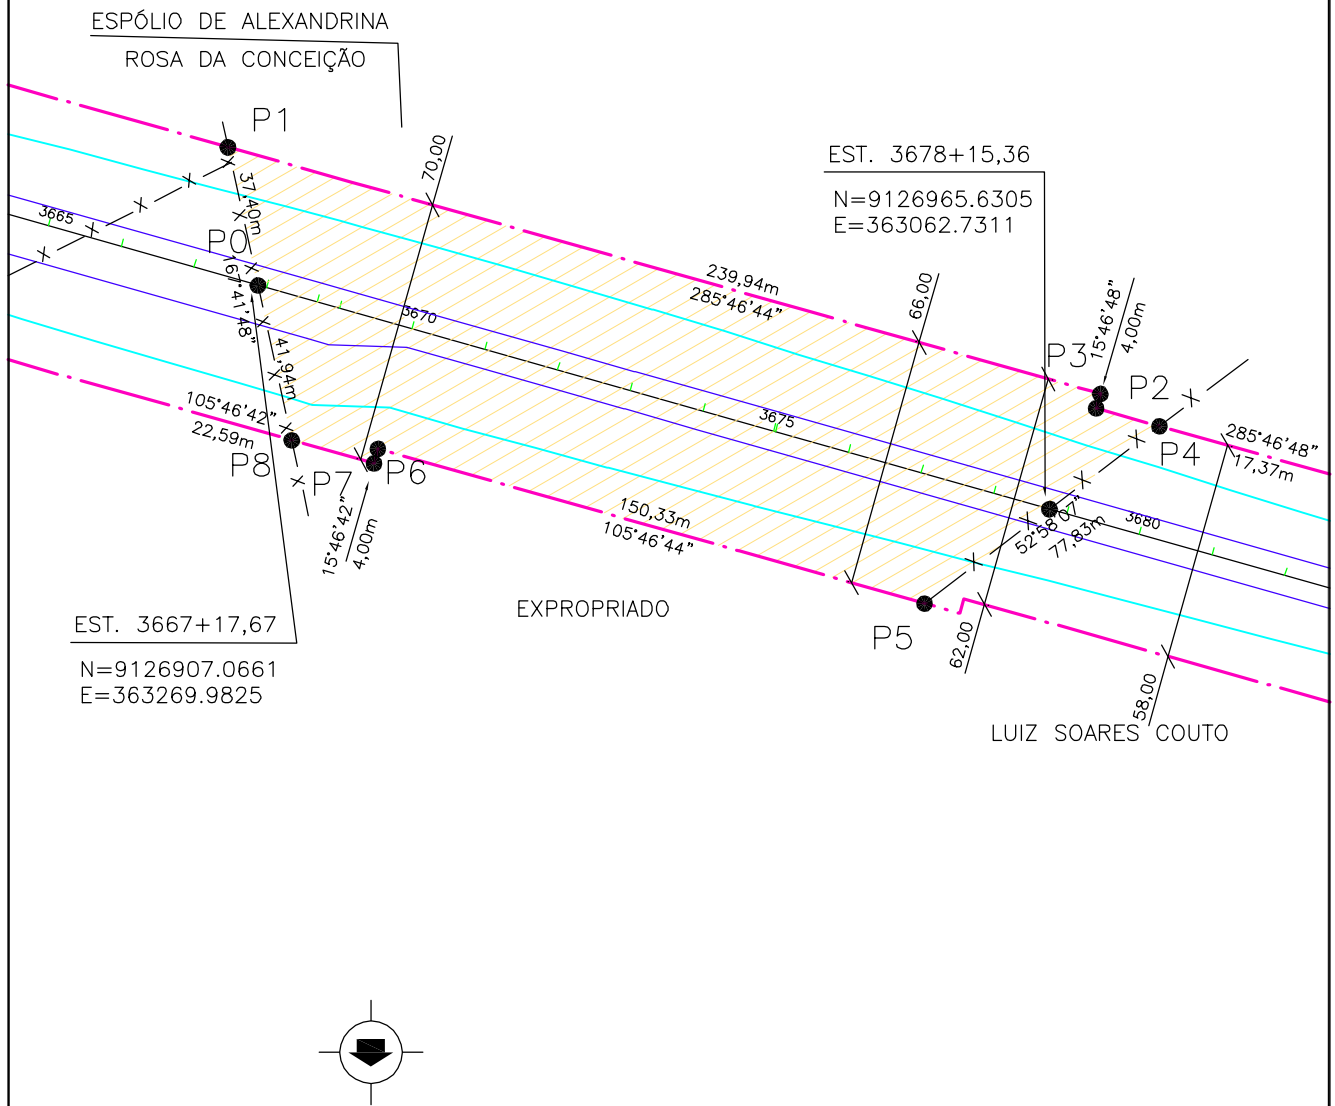 ESPÓLIO DE ALEXANDRINA
ROSA DA CONCEIÇÃO
P1
70,00
EST. 3678+15,36
N=9126965.6305
E=363062.7311
37,40m
3665
P0
167°41'48"
41,94m
3670
239,94m
285°46'44"
66,00
15°46'48"
4,00m
P3
P2
P4
285°46'48"
17,37m
105°46'42"
22,59m
P8
P7
P6
15°46'42"
4,00m
3675
150,33m
105°46'44"
52°58'07"
77,83m
3680
EXPROPRIADO
P5
62,00
58,00
EST. 3667+17,67
N=9126907.0661
E=363269.9825
LUIZ SOARES COUTO